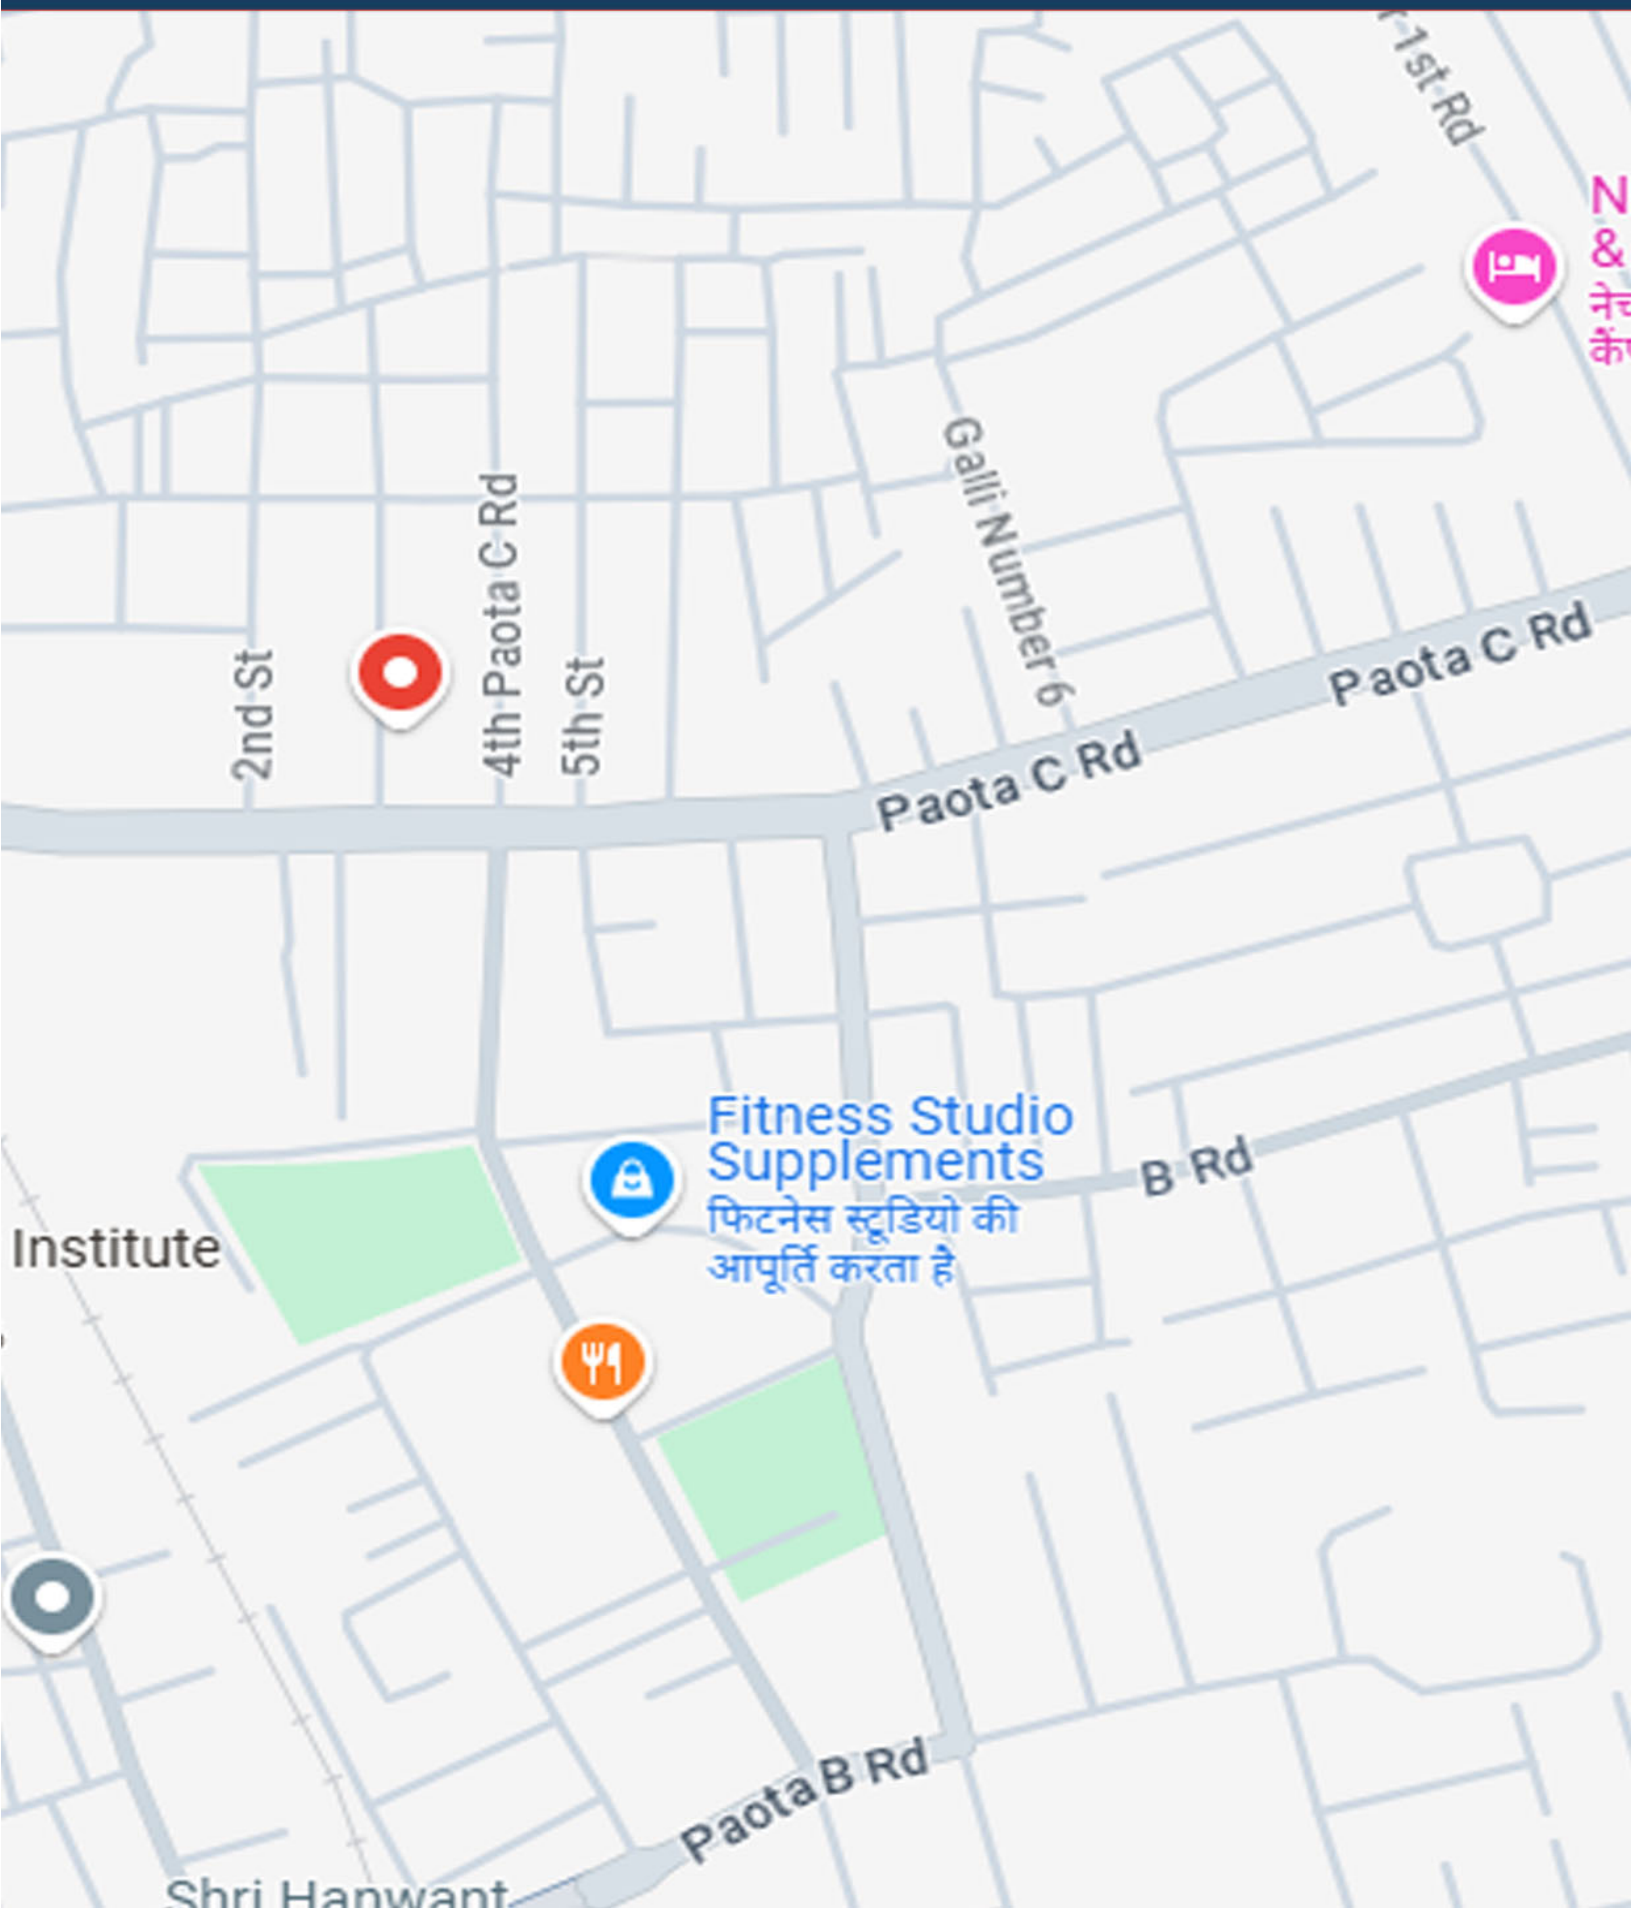 r 1st Rd
N
&
Galli Number 6
4th Paota C Rd
2nd St
5th St
Paota C Rd
Paota C Rd
Fitness Studio
Supplements
फिटनेस स्टूडियो की
आपूर्ति करता है
B Rd
Institute
Paota B Rd
Shri Hanwant